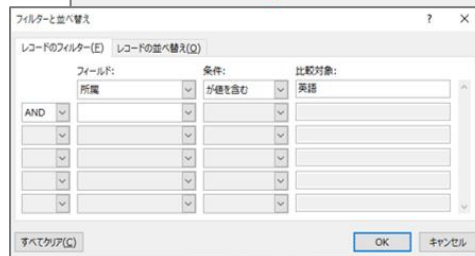 フィルターと並べ替え ? ×
レコードのフィルター(F) レコードの並べ替え(O)
フィールド: 条件: 比較対象:
所属 が値を含む 英語
AND
すべてクリア(C) OK キャンセル